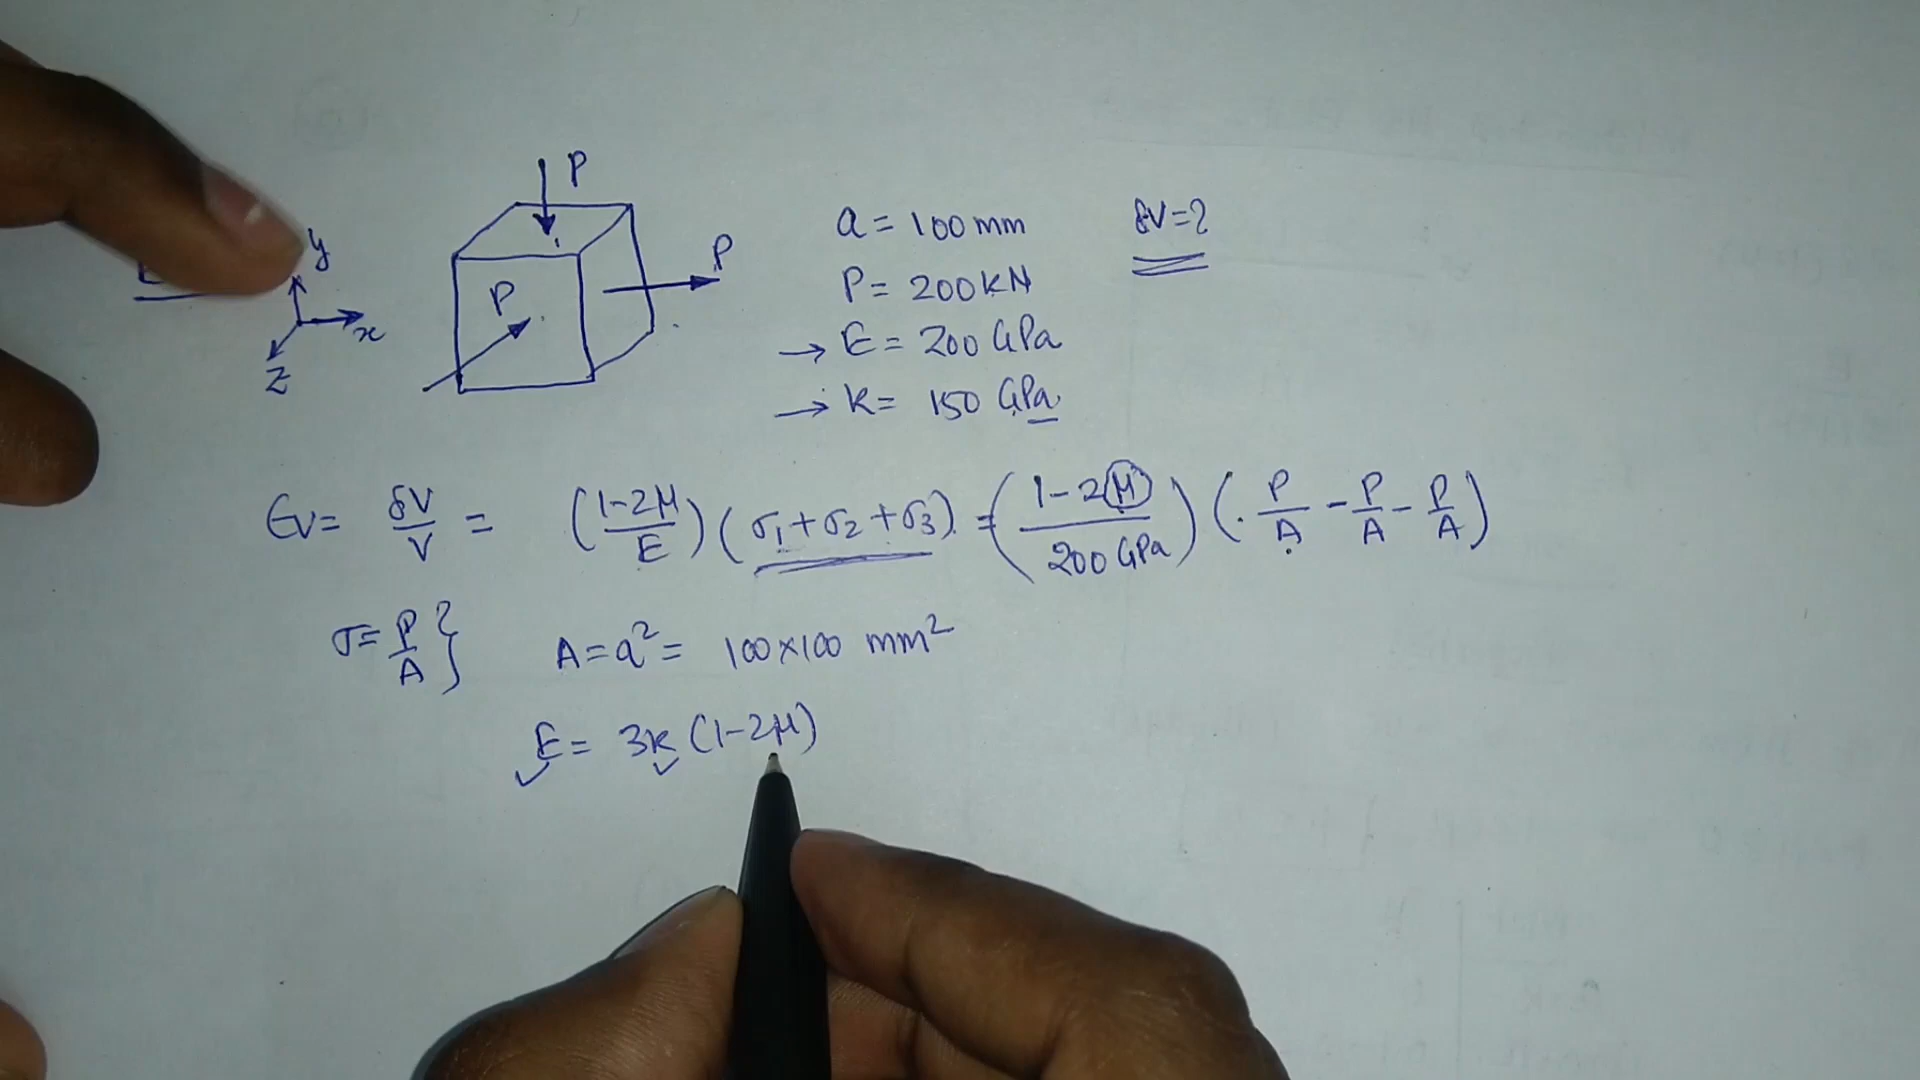 P
y
x
z
P
P
a = 100 mm
δV = ?
P = 200 kN
→ E = 200 GPa
→ K = 150 GPa
Ev = δV/V = ((1-2μ)/E) (σ1 + σ2 + σ3) = ((1-2μ)/200 GPa) (P/A - P/A - P/A)
σ = P/A } A = a² = 100×100 mm²
E = 3K (1-2μ)